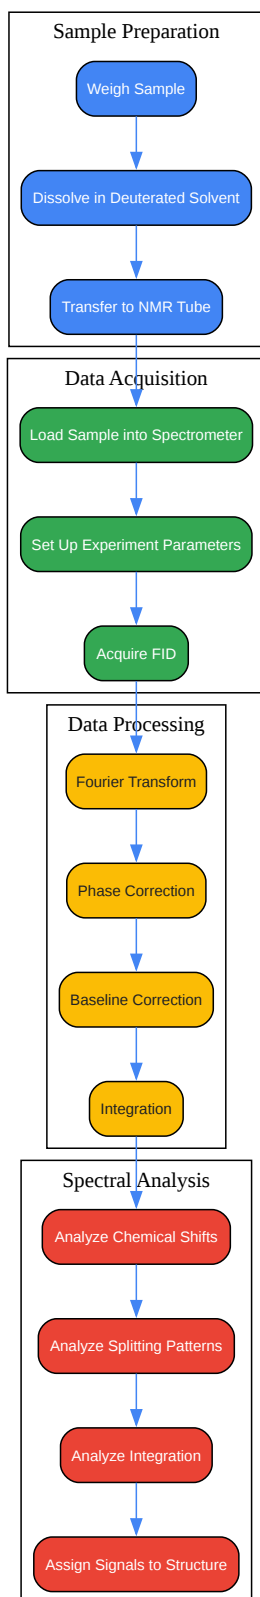 Sample Preparation
Weigh Sample
Dissolve in Deuterated Solvent
Transfer to NMR Tube
Data Acquisition
Load Sample into Spectrometer
Set Up Experiment Parameters
Acquire FID
Data Processing
Fourier Transform
Phase Correction
Baseline Correction
Integration
Spectral Analysis
Analyze Chemical Shifts
Analyze Splitting Patterns
Analyze Integration
Assign Signals to Structure